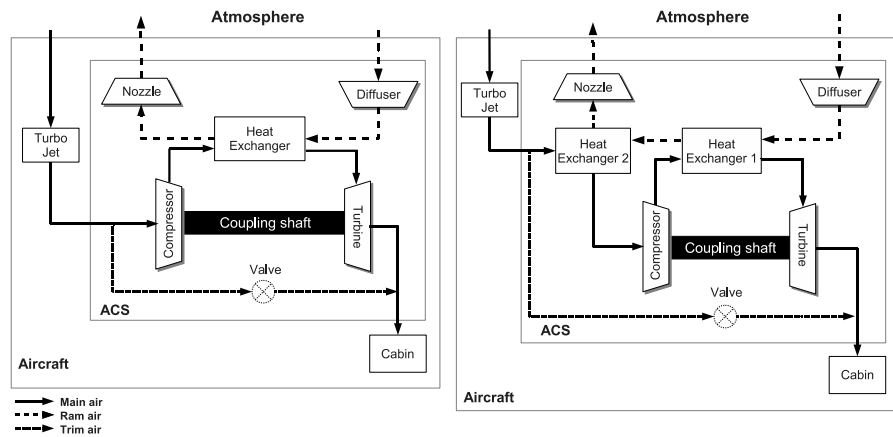 Atmosphere
Nozzle
Diffuser
Turbo
Jet
Heat
Exchanger
Compressor
Coupling shaft
Turbine
Valve
ACS
Cabin
Aircraft
Main air
Ram air
Trim air
Atmosphere
Turbo
Jet
Nozzle
Diffuser
Heat
Exchanger 2
Heat
Exchanger 1
Compressor
Coupling shaft
Turbine
Valve
ACS
Cabin
Aircraft